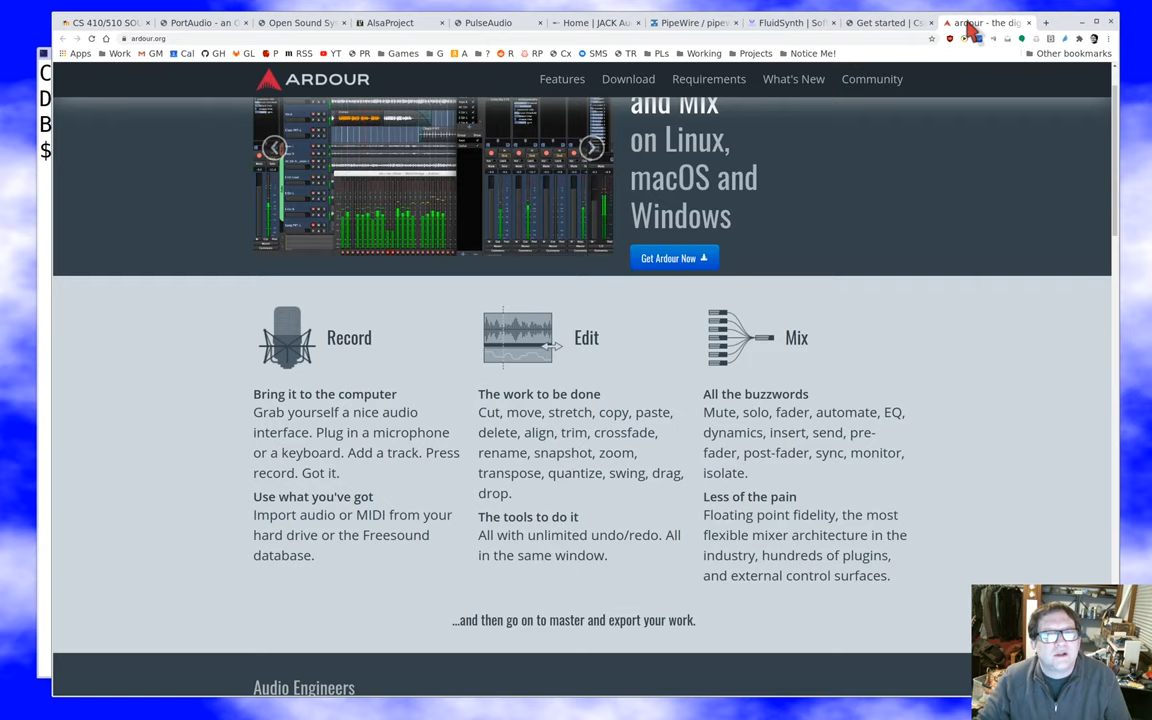 CS 410/510 SOU
PortAudio - an O
Open Sound Sys
AlsaProject
PulseAudio
Home | JACK Au
PipeWire / pipew
FluidSynth | Sof
Get started | Cs
ardour - the dig
ardour.org
Apps
Work
GM
Cal
GH
GL
P
RSS
YT
PR
Games
G
A
?
R
Cx
SMS
TR
PLs
Working
Projects
Notice Me!
Other bookmarks
C
D
B
$
ARDOUR
Features
Download
Requirements
What's New
Community
and Mix
on Linux,
macOS and
Windows
Get Ardour Now
Record
Bring it to the computer
Grab yourself a nice audio
interface. Plug in a microphone
or a keyboard. Add a track. Press
record. Got it.
Use what you've got
Import audio or MIDI from your
hard drive or the Freesound
database.
Edit
The work to be done
Cut, move, stretch, copy, paste,
delete, align, trim, crossfade,
rename, snapshot, zoom,
transpose, quantize, swing, drag,
drop.
The tools to do it
All with unlimited undo/redo. All
in the same window.
Mix
All the buzzwords
Mute, solo, fader, automate, EQ,
dynamics, insert, send, pre-
fader, post-fader, sync, monitor,
isolate.
Less of the pain
Floating point fidelity, the most
flexible mixer architecture in the
industry, hundreds of plugins,
and external control surfaces.
...and then go on to master and export your work.
Audio Engineers